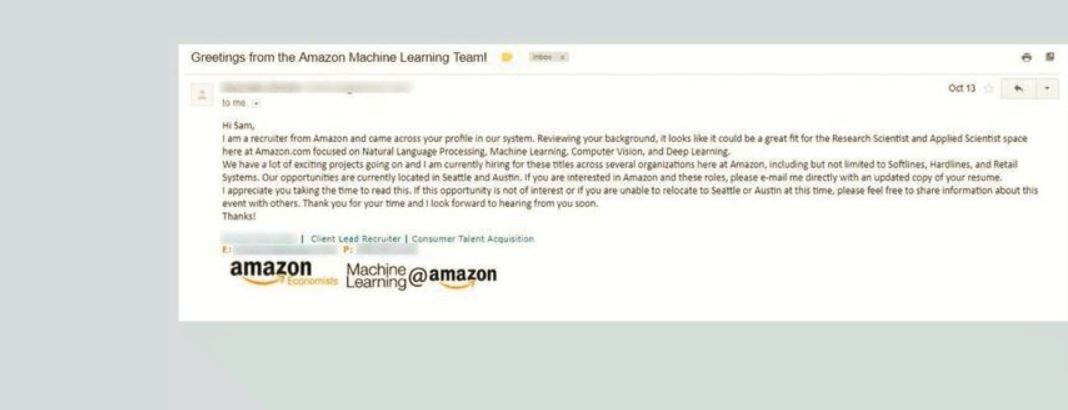 Greetings from the Amazon Machine Learning Team!
Inbox x
Oct 13
to me
Hi Sam,
I am a recruiter from Amazon and came across your profile in our system. Reviewing your background, it looks like it could be a great fit for the Research Scientist and Applied Scientist space
here at Amazon.com focused on Natural Language Processing, Machine Learning, Computer Vision, and Deep Learning.
We have a lot of exciting projects going on and I am currently hiring for these titles across several organizations here at Amazon, including but not limited to Softlines, Hardlines, and Retail
Systems. Our opportunities are currently located in Seattle and Austin. If you are interested in Amazon and these roles, please e-mail me directly with an updated copy of your resume.
I appreciate you taking the time to read this. If this opportunity is not of interest or if you are unable to relocate to Seattle or Austin at this time, please feel free to share information about this
event with others. Thank you for your time and I look forward to hearing from you soon.
Thanks!
| Client Lead Recruiter | Consumer Talent Acquisition
E: P:
amazon
Economists
Machine
Learning@amazon